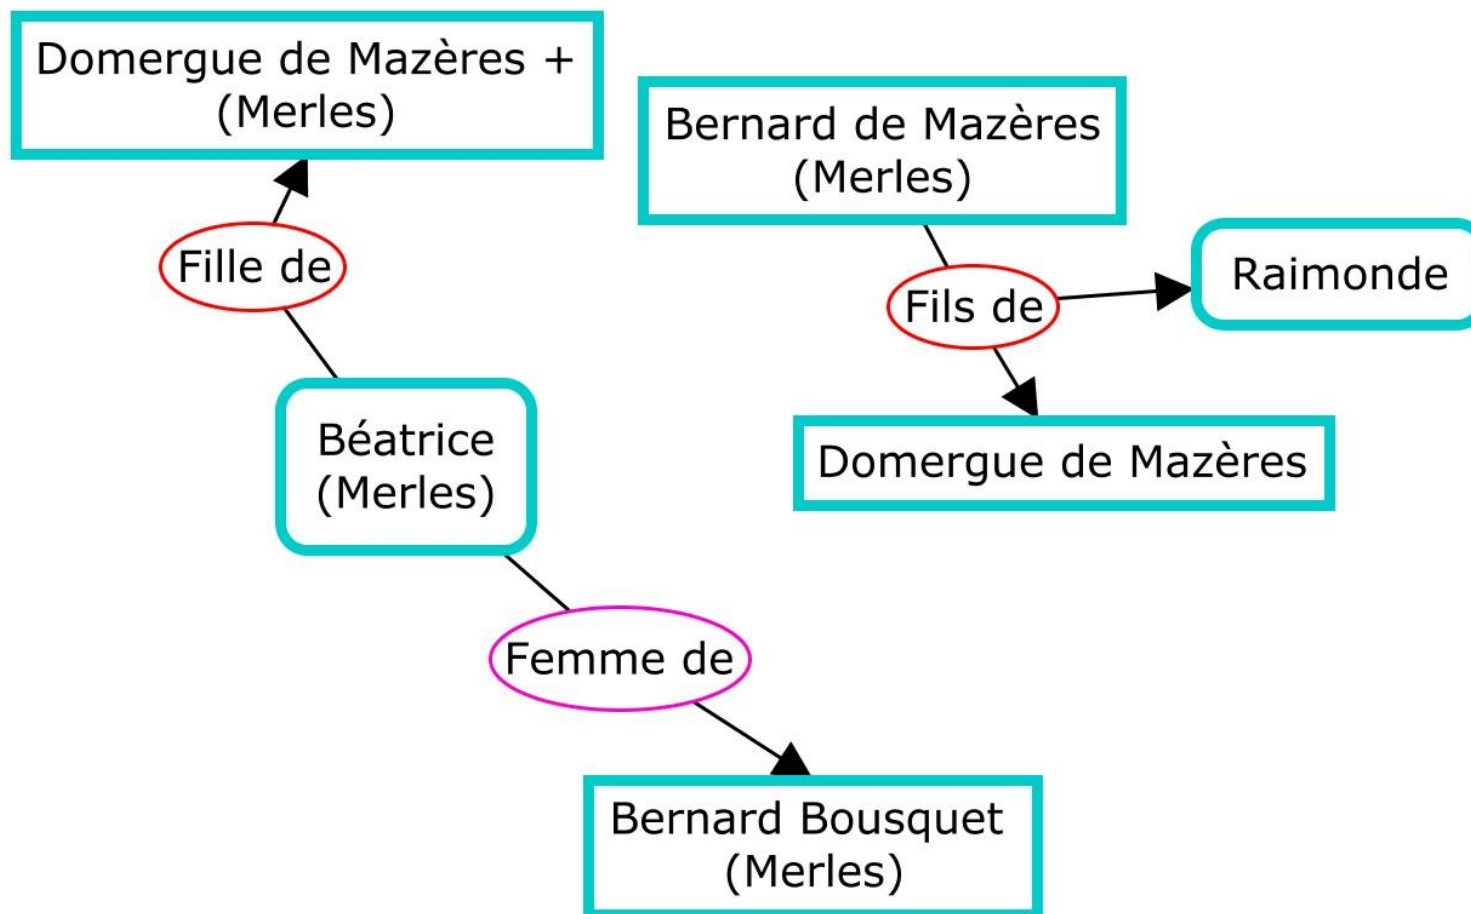 Domergue de Mazères +
(Merles)
Bernard de Mazères
(Merles)
Fille de
Fils de
Raimonde
Béatrice
(Merles)
Domergue de Mazères
Femme de
Bernard Bousquet
(Merles)